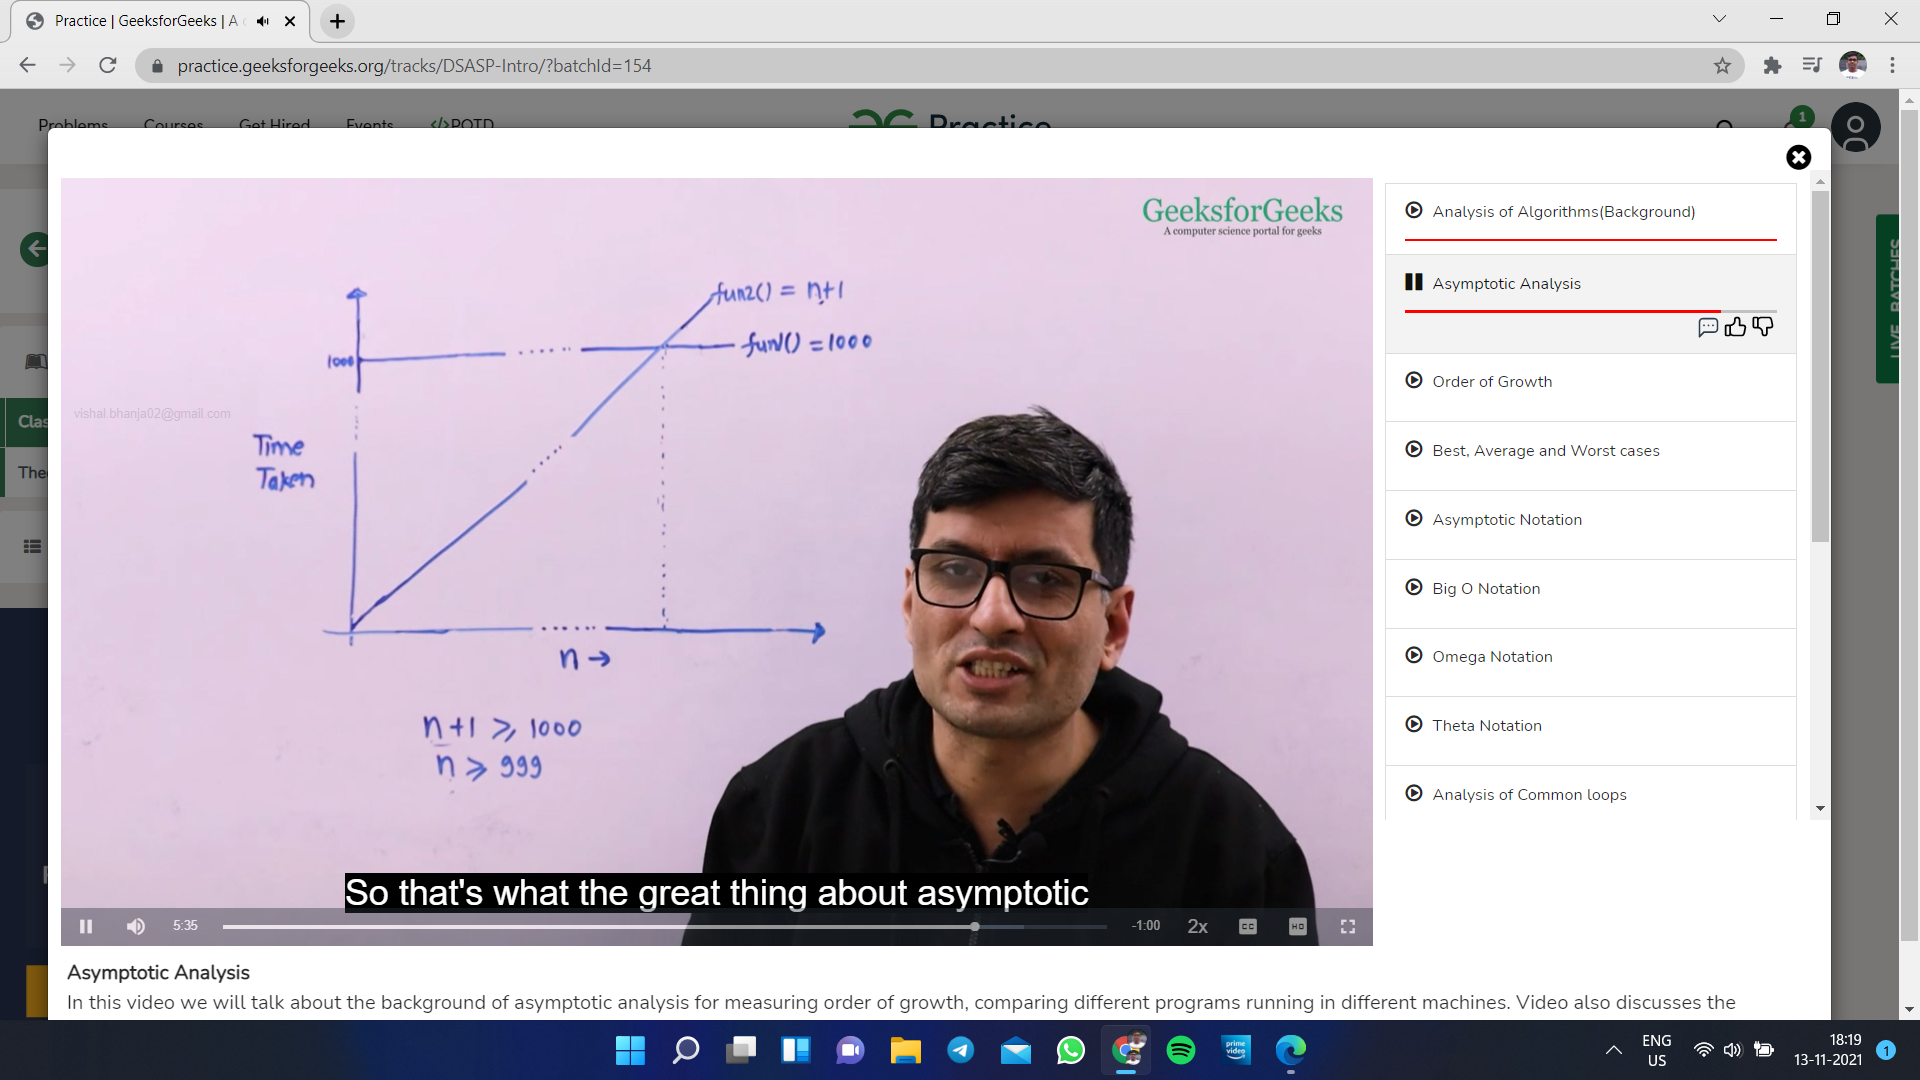 Practice | GeeksforGeeks | A c
practice.geeksforgeeks.org/tracks/DSASP-Intro/?batchId=154
Problems Courses Get Hired Events </>POTD Practice 1
LIVE BATCHES
GeeksforGeeks
A computer science portal for geeks
fun2() = n+1
fun1() = 1000
1000
vishal.bhanja02@gmail.com
Time
Taken
n →
n+1 ⩾ 1000
n ⩾ 999
So that's what the great thing about asymptotic
5:35 -1:00 2x CC HD
Analysis of Algorithms(Background)
Asymptotic Analysis
Order of Growth
Best, Average and Worst cases
Asymptotic Notation
Big O Notation
Omega Notation
Theta Notation
Analysis of Common loops
Clas
The
Asymptotic Analysis
In this video we will talk about the background of asymptotic analysis for measuring order of growth, comparing different programs running in different machines. Video also discusses the
prime
video
ENG
US
18:19
13-11-2021
1